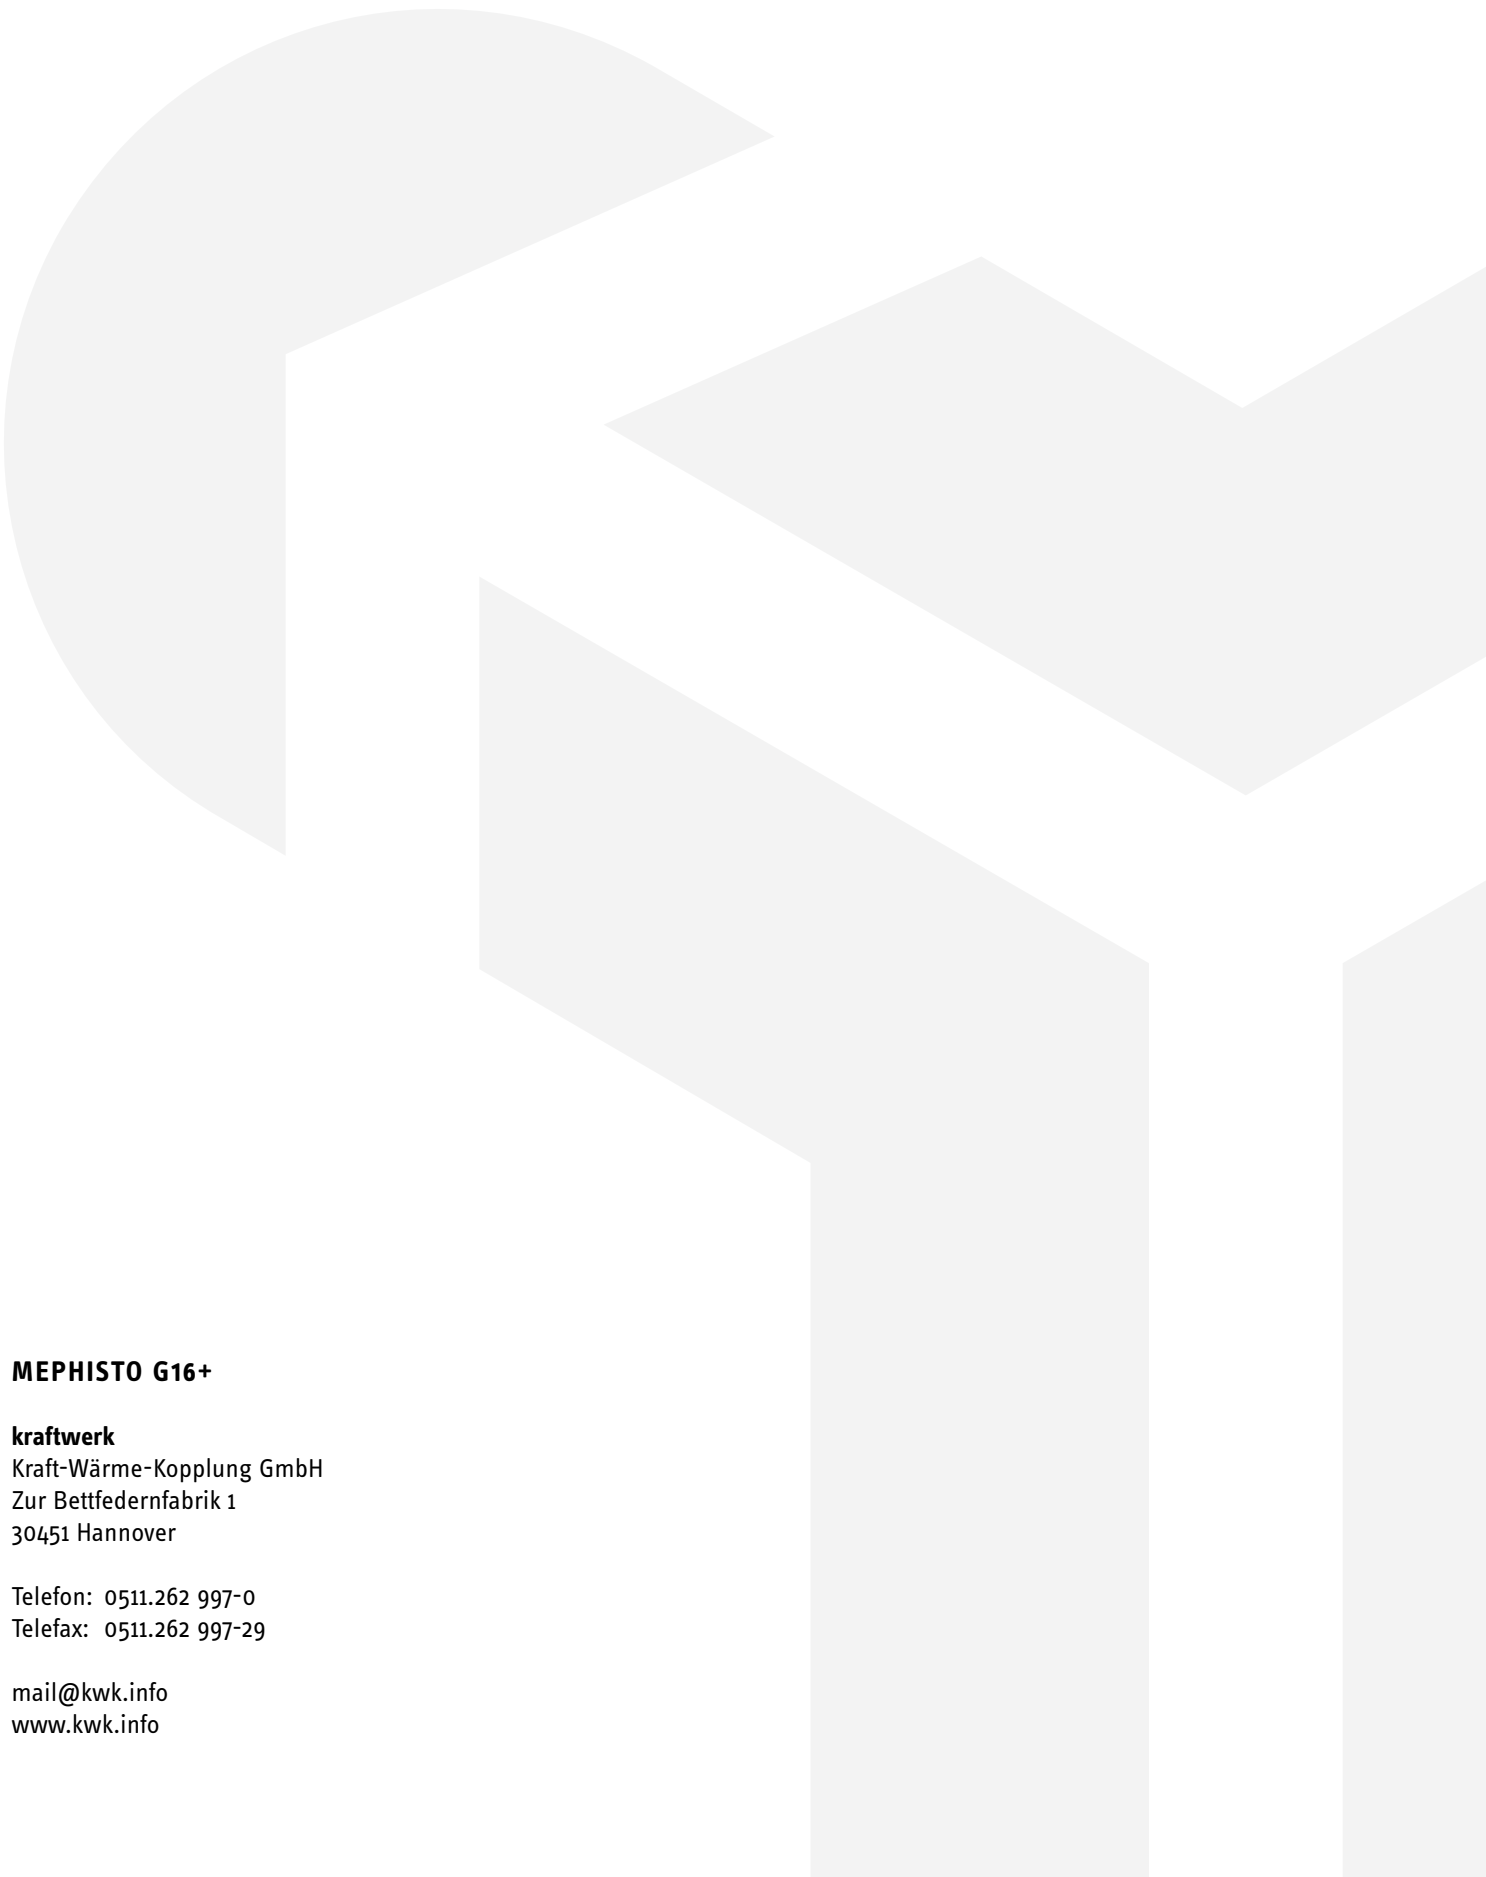 MEPHISTO G16+
kraftwerk
Kraft-Wärme-Kopplung GmbH
Zur Bettfedernfabrik 1
30451 Hannover
Telefon: 0511.262 997-0
Telefax: 0511.262 997-29
mail@kwk.info
www.kwk.info